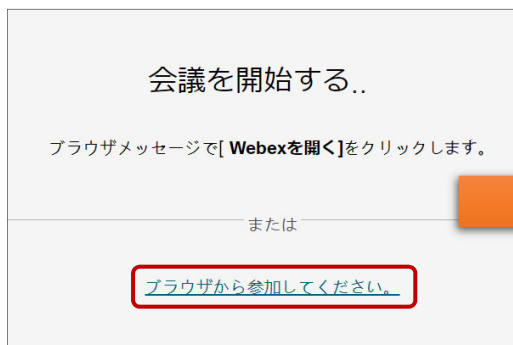 会議を開始する..
ブラウザメッセージで[ Webexを開く]をクリックします。
または
ブラウザから参加してください。